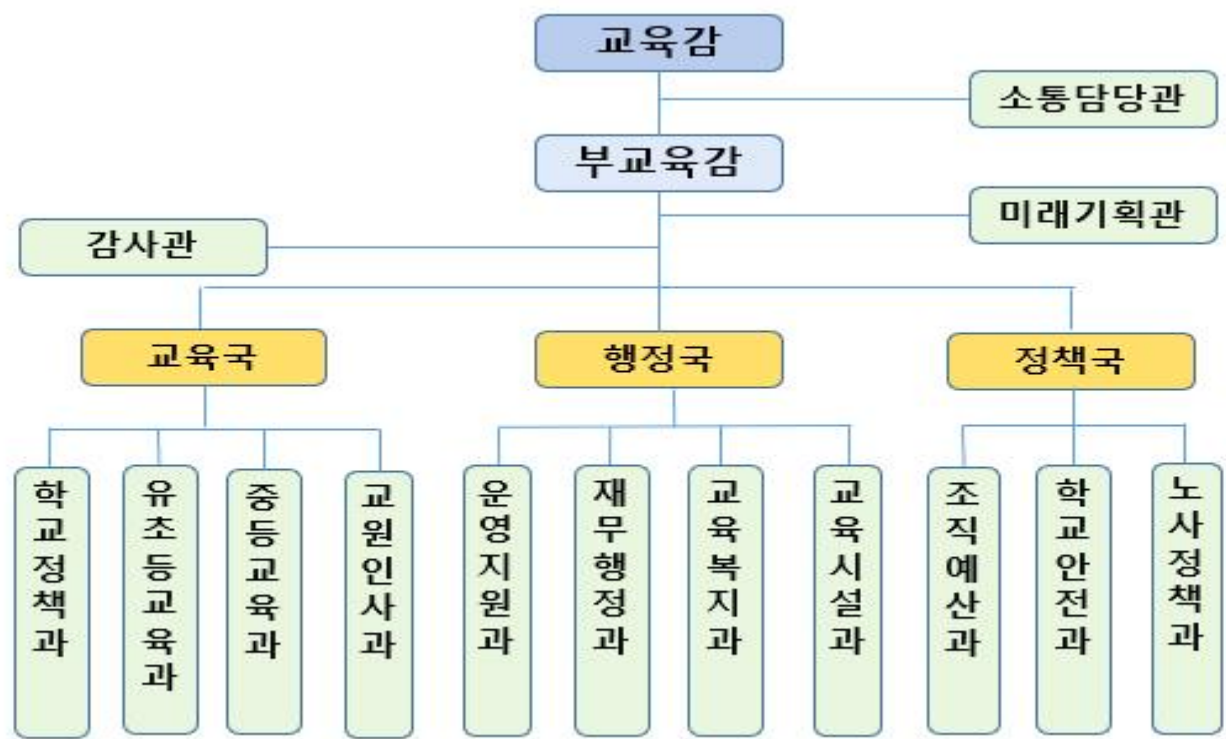 교육감
소통담당관
부교육감
미래기획관
감사관
교육국
행정국
정책국
학교정책과
유초등교육과
중등교육과
교원인사과
운영지원과
재무행정과
교육복지과
교육시설과
조직예산과
학교안전과
노사정책과